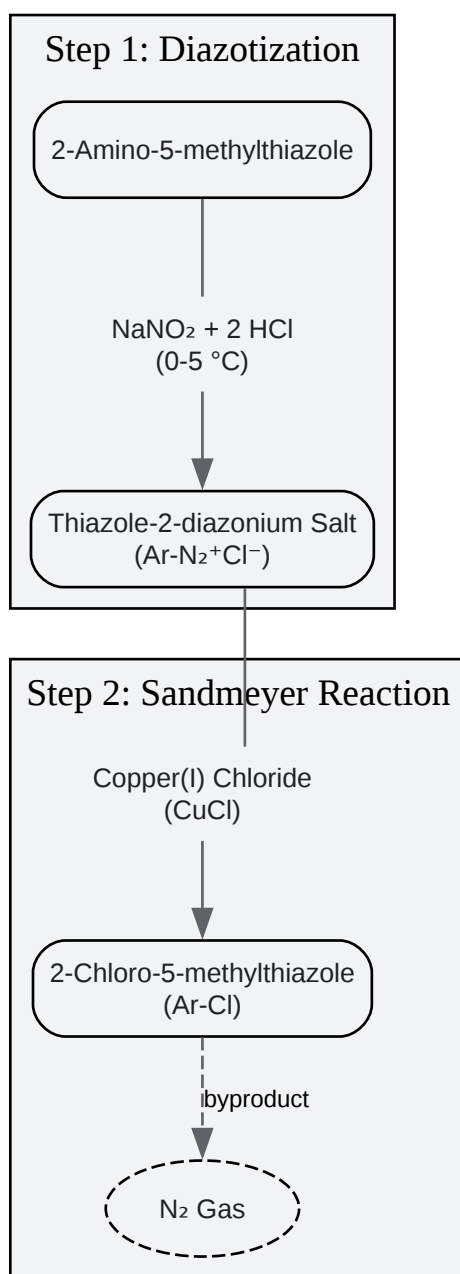 Step 1: Diazotization
2-Amino-5-methylthiazole
NaNO₂ + 2 HCl
(0-5 °C)
Thiazole-2-diazonium Salt
(Ar-N₂⁺Cl⁻)
Step 2: Sandmeyer Reaction
Copper(I) Chloride
(CuCl)
2-Chloro-5-methylthiazole
(Ar-Cl)
byproduct
N₂ Gas